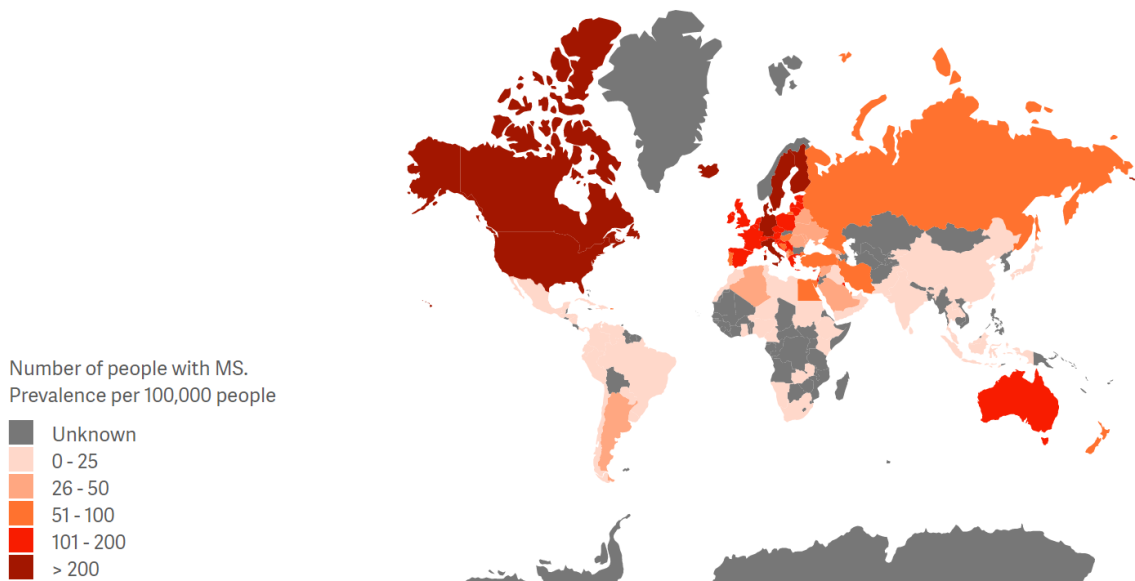 Number of people with MS.
Prevalence per 100,000 people
Unknown
0 - 25
26 - 50
51 - 100
101 - 200
> 200